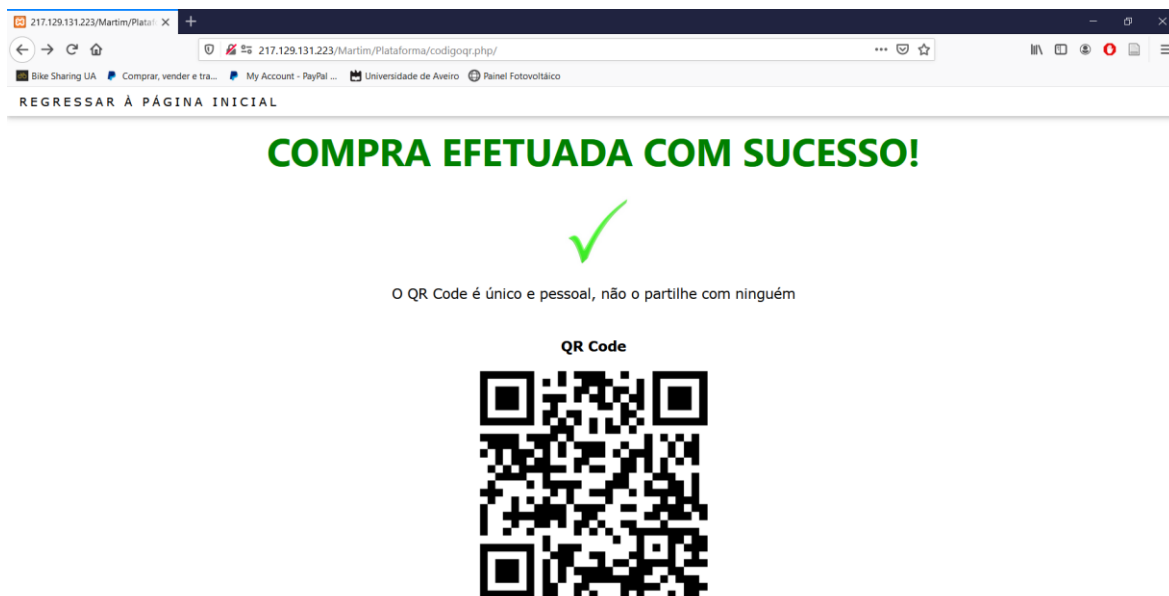 217.129.131.223/Martim/Plataf
217.129.131.223/Martim/Plataforma/codigoqr.php/
Bike Sharing UA
Comprar, vender e tra...
My Account - PayPal ...
Universidade de Aveiro
Painel Fotovoltáico
REGRESSAR À PÁGINA INICIAL
COMPRA EFETUADA COM SUCESSO!
O QR Code é único e pessoal, não o partilhe com ninguém
QR Code